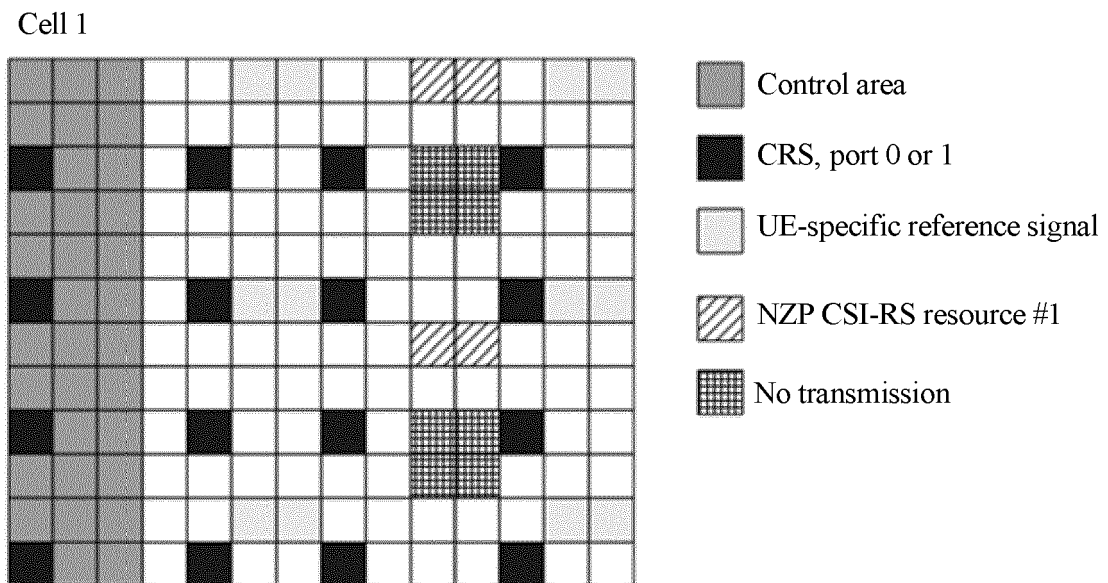 Cell 1
Control area
CRS, port 0 or 1
UE-specific reference signal
NZP CSI-RS resource #1
No transmission